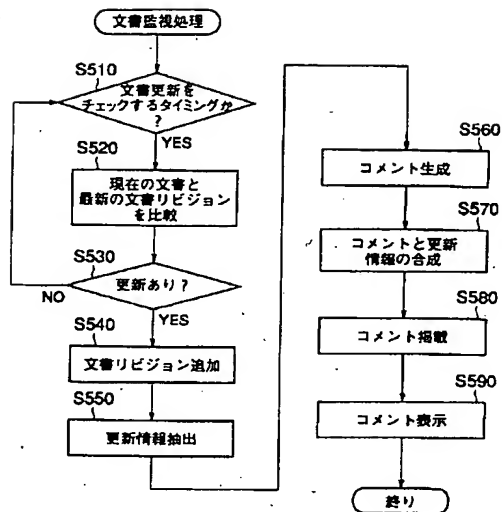 文書監視処理
S510
文書更新を
チェックするタイミングか
?
YES
S520
現在の文書と
最新の文書リビジョン
を比較
S530
更新あり?
NO
YES
S540
文書リビジョン追加
S550
更新情報抽出
S560
コメント生成
S570
コメントと更新
情報の合成
S580
コメント掲載
S590
コメント表示
終り